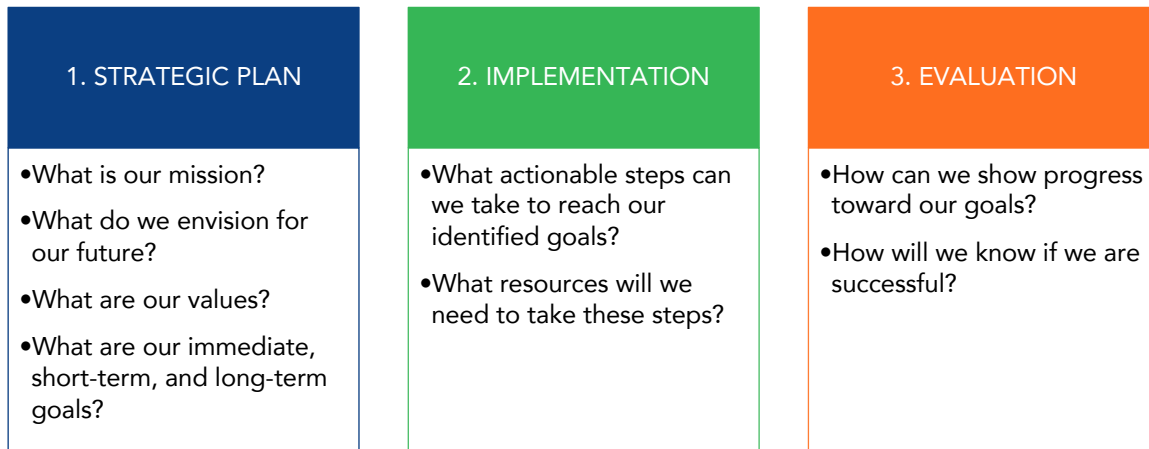 1. STRATEGIC PLAN
•What is our mission?
•What do we envision for
our future?
•What are our values?
•What are our immediate,
short-term, and long-term
goals?
2. IMPLEMENTATION
•What actionable steps can
we take to reach our
identified goals?
•What resources will we
need to take these steps?
3. EVALUATION
•How can we show progress
toward our goals?
•How will we know if we are
successful?